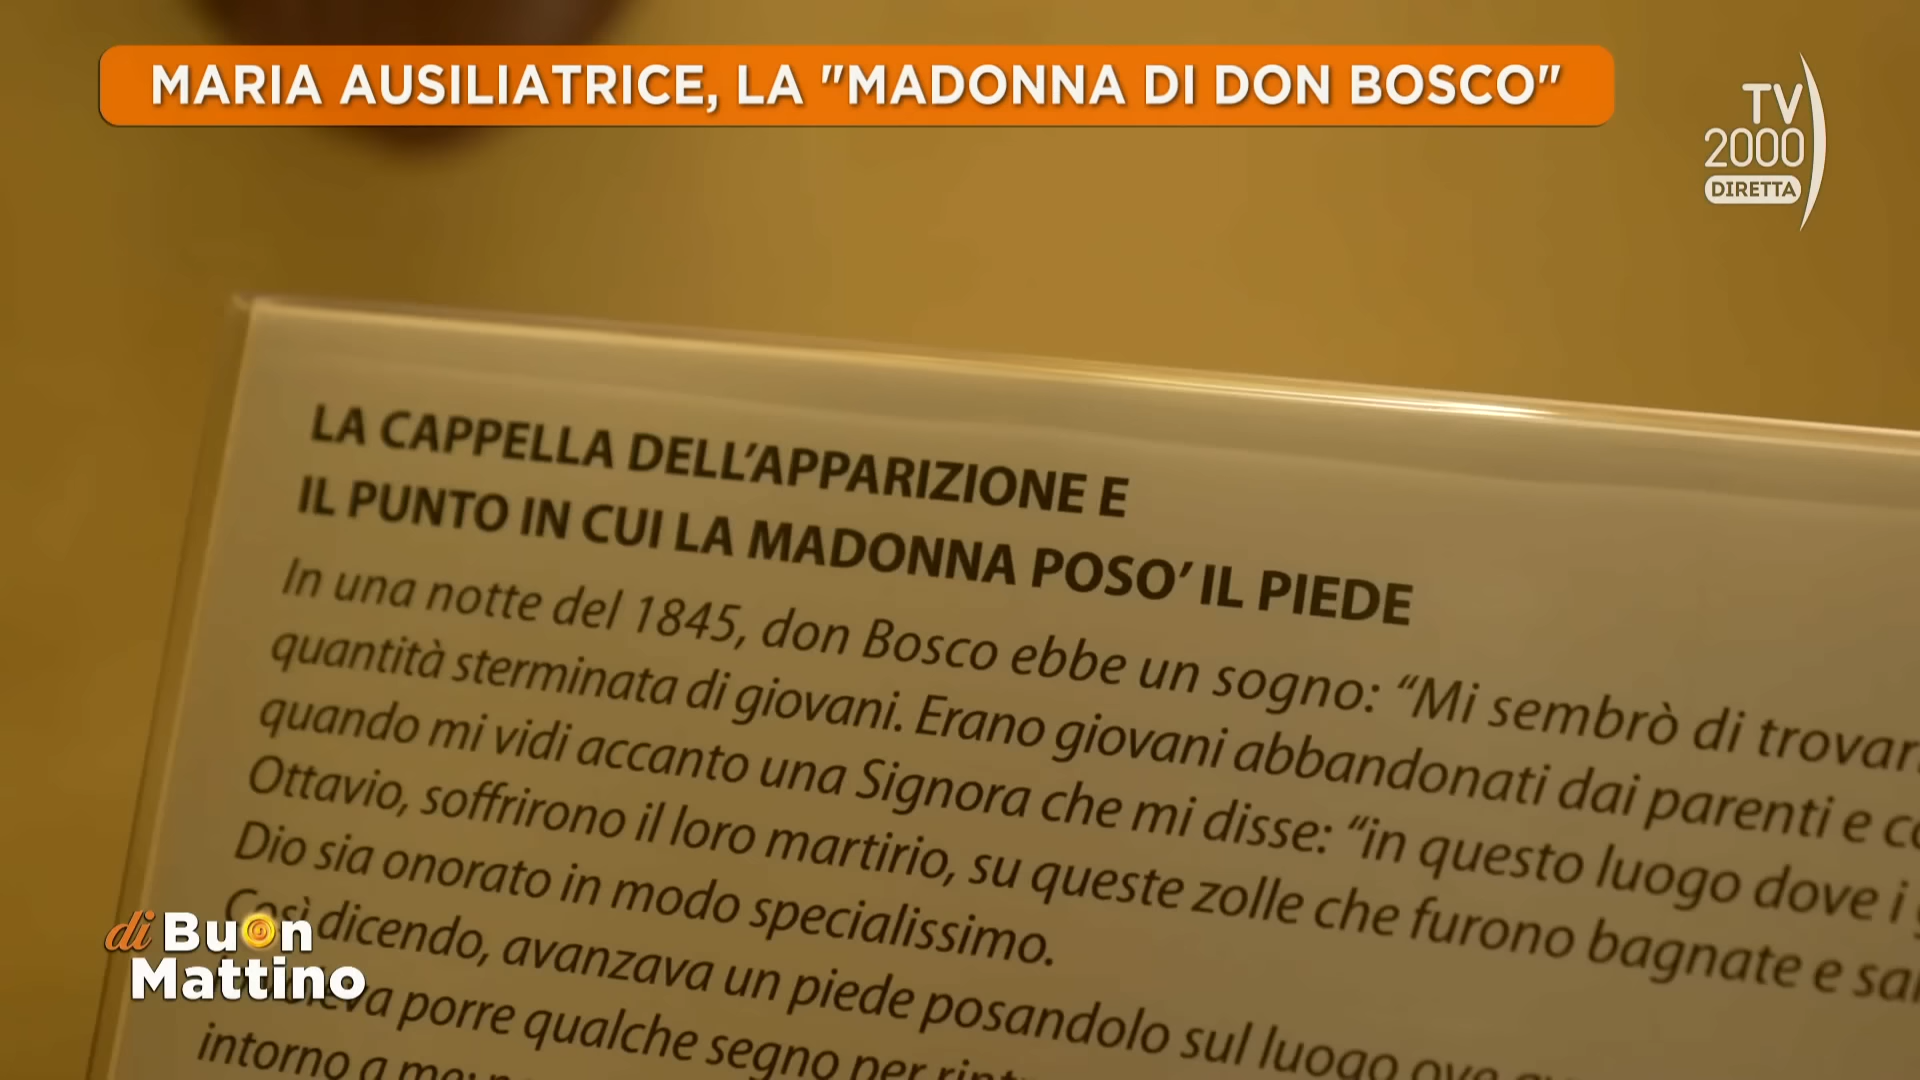 MARIA AUSILIATRICE, LA "MADONNA DI DON BOSCO"
TV
2000
DIRETTA
LA CAPPELLA DELL'APPARIZIONE E
IL PUNTO IN CUI LA MADONNA POSO' IL PIEDE
In una notte del 1845, don Bosco ebbe un sogno: “Mi sembrò di
quantità sterminata di giovani. Erano giovani abbandonati dai parenti e
quando mi vidi accanto una Signora che mi disse: “in questo luogo dove i
Ottavio, soffrirono il loro martirio, su queste zolle che furono bagnate e
Dio sia onorato in modo specialissimo.
Così dicendo, avanzava un piede posandolo sul luogo ove
porre qualche segno per
intorno a
di Buon
Mattino